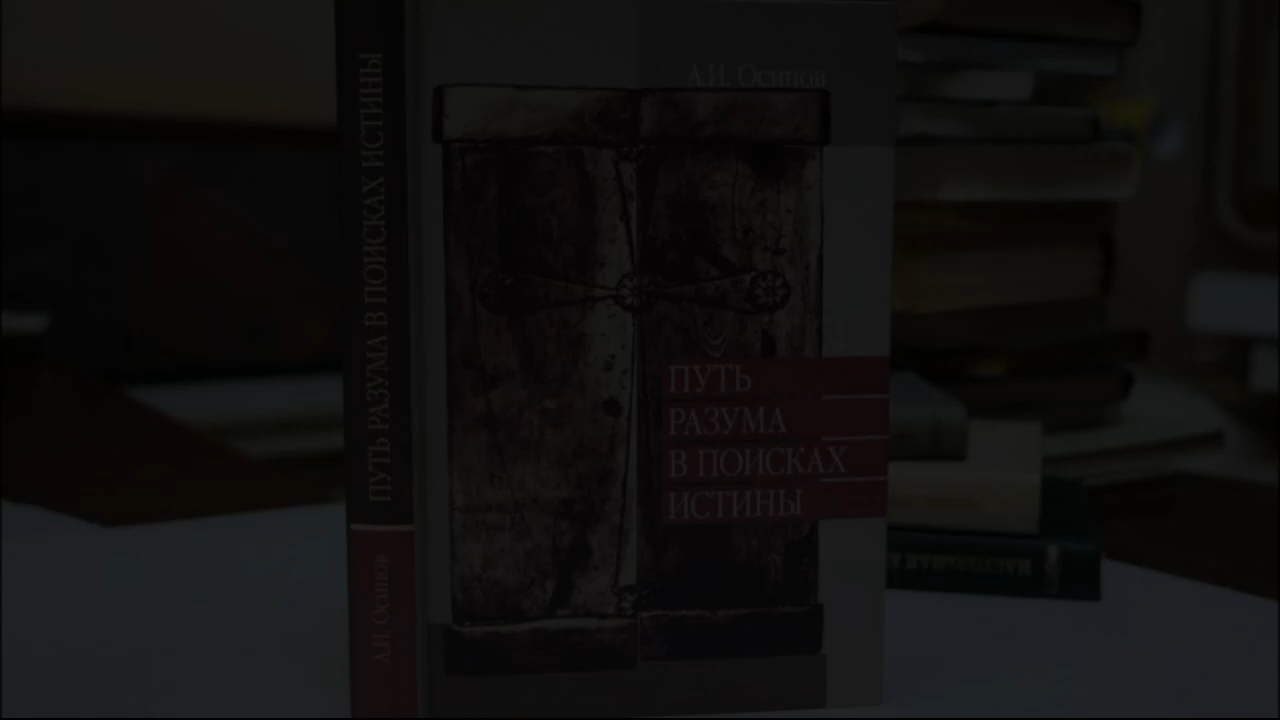 ПУТЬ РАЗУМА В ПОИСКАХ ИСТИНЫ
А.И. Осипов
А.И. Осипов
ПУТЬ
РАЗУМА
В ПОИСКАХ
ИСТИНЫ